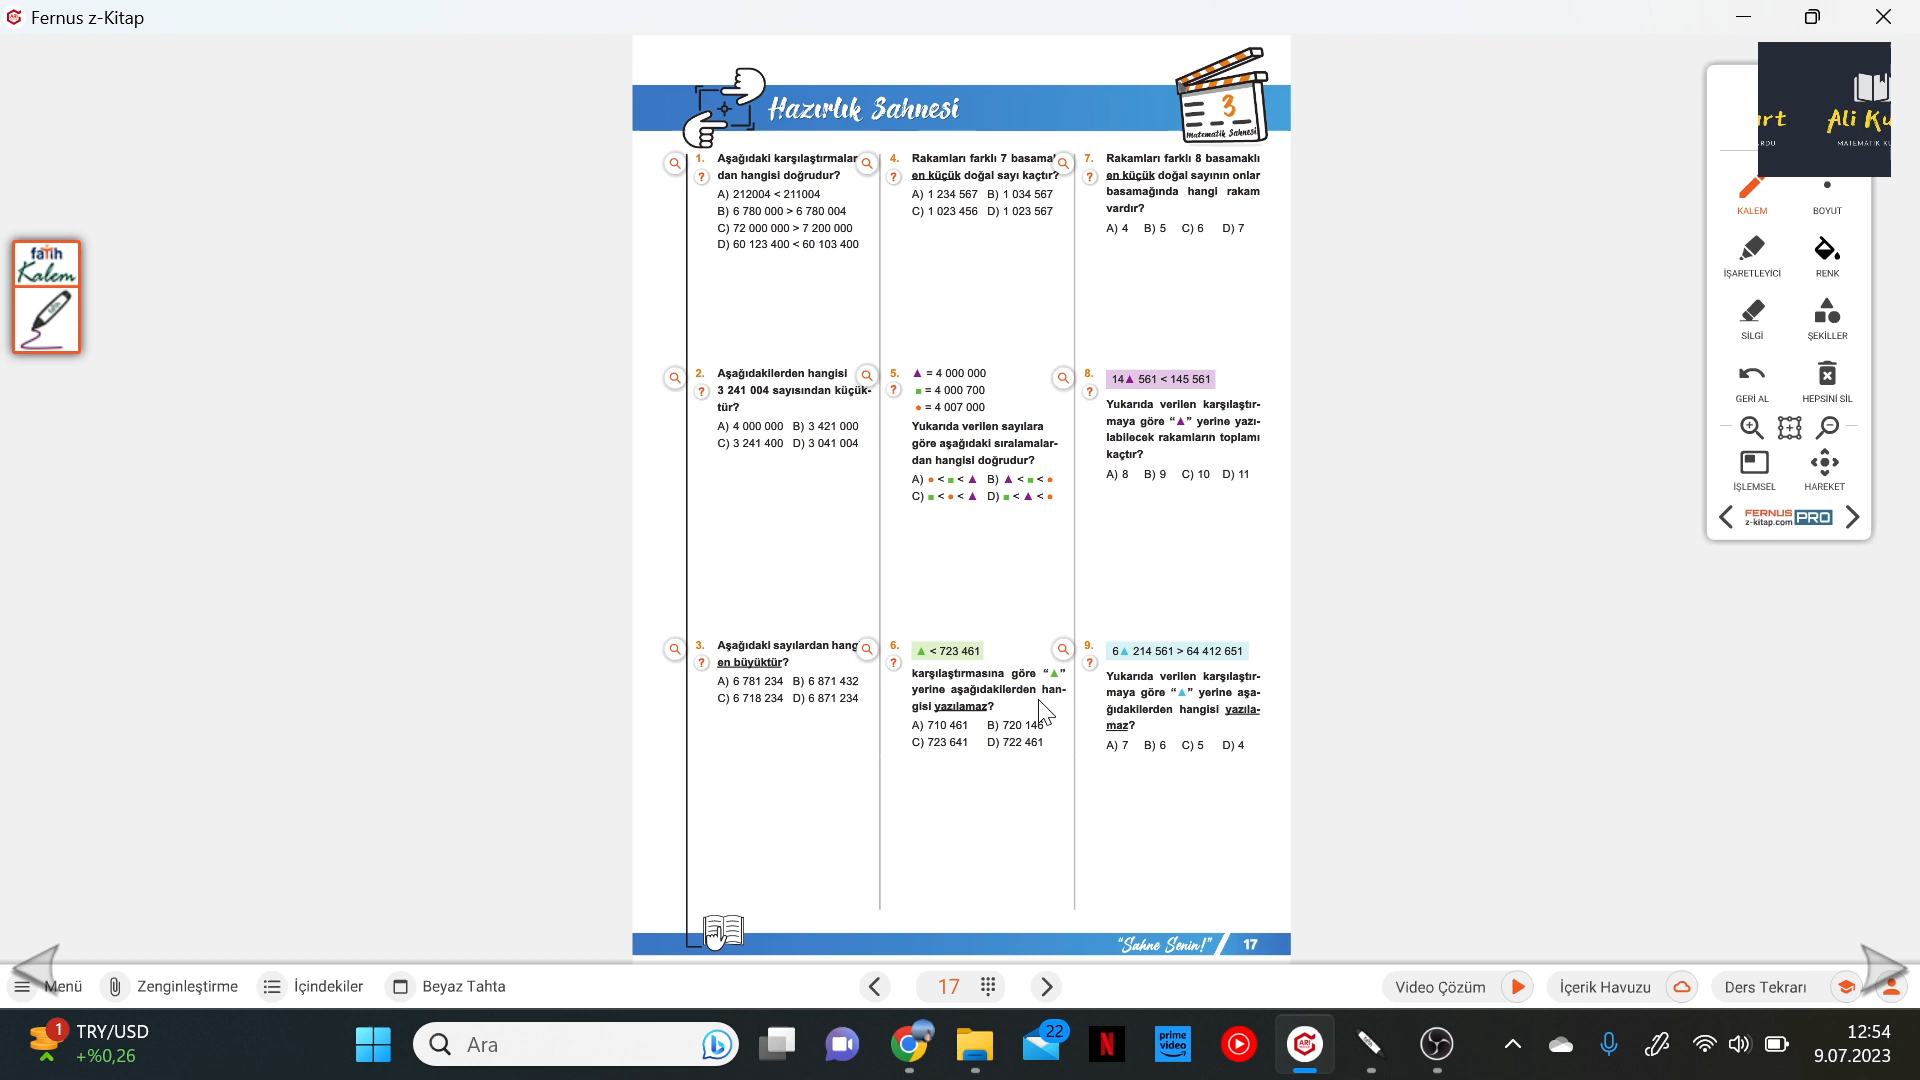 Fernus z-Kitap
Hazırlık Sahnesi
3
Matematik Sahnesi
1. Aşağıdaki karşılaştırmalar
dan hangisi doğrudur?
A) 212004 < 211004
B) 6 780 000 > 6 780 004
C) 72 000 000 > 7 200 000
D) 60 123 400 < 60 103 400
2. Aşağıdakilerden hangisi
3 241 004 sayısından küçük-
tür?
A) 4 000 000 B) 3 421 000
C) 3 241 400 D) 3 041 004
3. Aşağıdaki sayılardan hang
en büyüktür?
A) 6 781 234 B) 6 871 432
C) 6 718 234 D) 6 871 234
4. Rakamları farklı 7 basama
en küçük doğal sayı kaçtır?
A) 1 234 567 B) 1 034 567
C) 1 023 456 D) 1 023 567
5. ▲ = 4 000 000
■ = 4 000 700
● = 4 007 000
Yukarıda verilen sayılara
göre aşağıdaki sıralamalar-
dan hangisi doğrudur?
A) ● < ■ < ▲ B) ▲ < ■ < ●
C) ■ < ● < ▲ D) ■ < ▲ < ●
6. ▲ < 723 461
karşılaştırmasına göre “▲”
yerine aşağıdakilerden han-
gisi yazılamaz?
A) 710 461 B) 720 146
C) 723 641 D) 722 461
7. Rakamları farklı 8 basamaklı
en küçük doğal sayının onlar
basamağında hangi rakam
vardır?
A) 4 B) 5 C) 6 D) 7
8. 14▲ 561 < 145 561
Yukarıda verilen karşılaştır-
maya göre “▲” yerine yazı-
labilecek rakamların toplamı
kaçtır?
A) 8 B) 9 C) 10 D) 11
9. 6▲ 214 561 > 64 412 651
Yukarıda verilen karşılaştır-
maya göre “▲” yerine aşa-
ğıdakilerden hangisi yazıla-
maz?
A) 7 B) 6 C) 5 D) 4
“Sahne Senin!” 17
fatih
Kalem
Ali Ku
MATEMATİK K
KALEM BOYUT
İŞARETLEYİCİ RENK
SİLGİ ŞEKİLLER
GERİ AL HEPSİNİ SİL
İŞLEMSEL HAREKET
FERNUS PRO
z-kitap.com
Menü Zenginleştirme İçindekiler Beyaz Tahta 17 Video Çözüm İçerik Havuzu Ders Tekrarı
1 TRY/USD
+%0,26
Ara
22
N
prime
video
ARI
12:54
9.07.2023